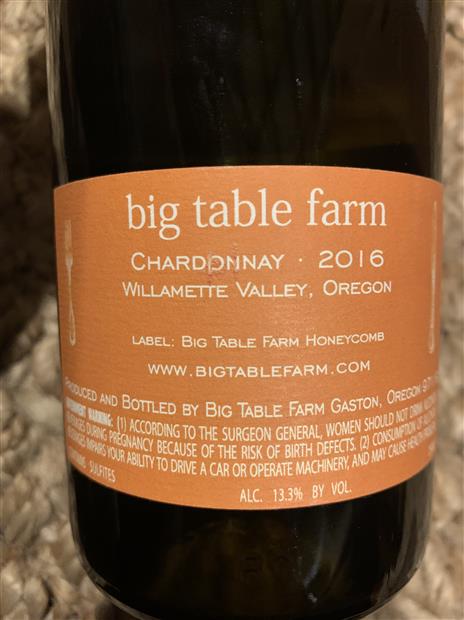 big table farm
CHARDONNAY · 2016
WILLAMETTE VALLEY, OREGON
LABEL: BIG TABLE FARM HONEYCOMB
WWW.BIGTABLEFARM.COM
PRODUCED AND BOTTLED BY BIG TABLE FARM GASTON, OREGON
WARNING: (1) ACCORDING TO THE SURGEON GENERAL, WOMEN SHOULD NOT DRINK
DURING PREGNANCY BECAUSE OF THE RISK OF BIRTH DEFECTS. (2) CONSUMPTION OF
IMPAIRS YOUR ABILITY TO DRIVE A CAR OR OPERATE MACHINERY, AND MAY CAUSE HEALTH
SULFITES
ALC. 13.3% BY VOL.